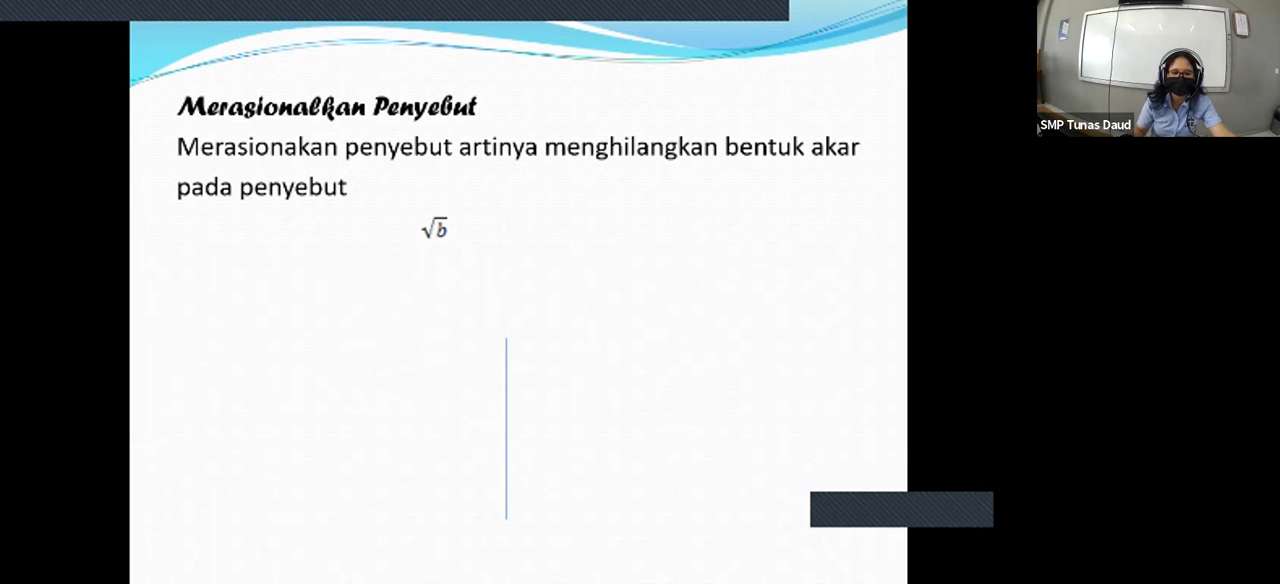 Merasionalkan Penyebut
Merasionakan penyebut artinya menghilangkan bentuk akar
pada penyebut
√b
SMP Tunas Daud